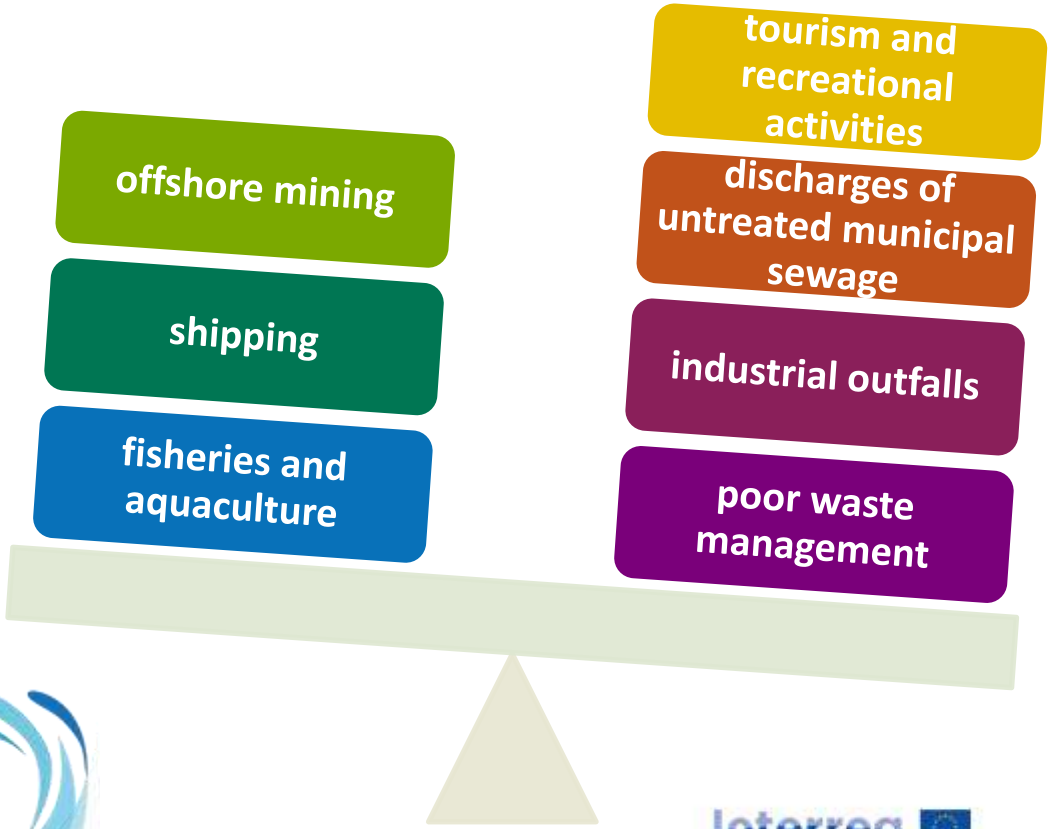 offshore mining
shipping
fisheries and
aquaculture
tourism and
recreational
activities
discharges of
untreated municipal
sewage
industrial outfalls
poor waste
management
Interreg